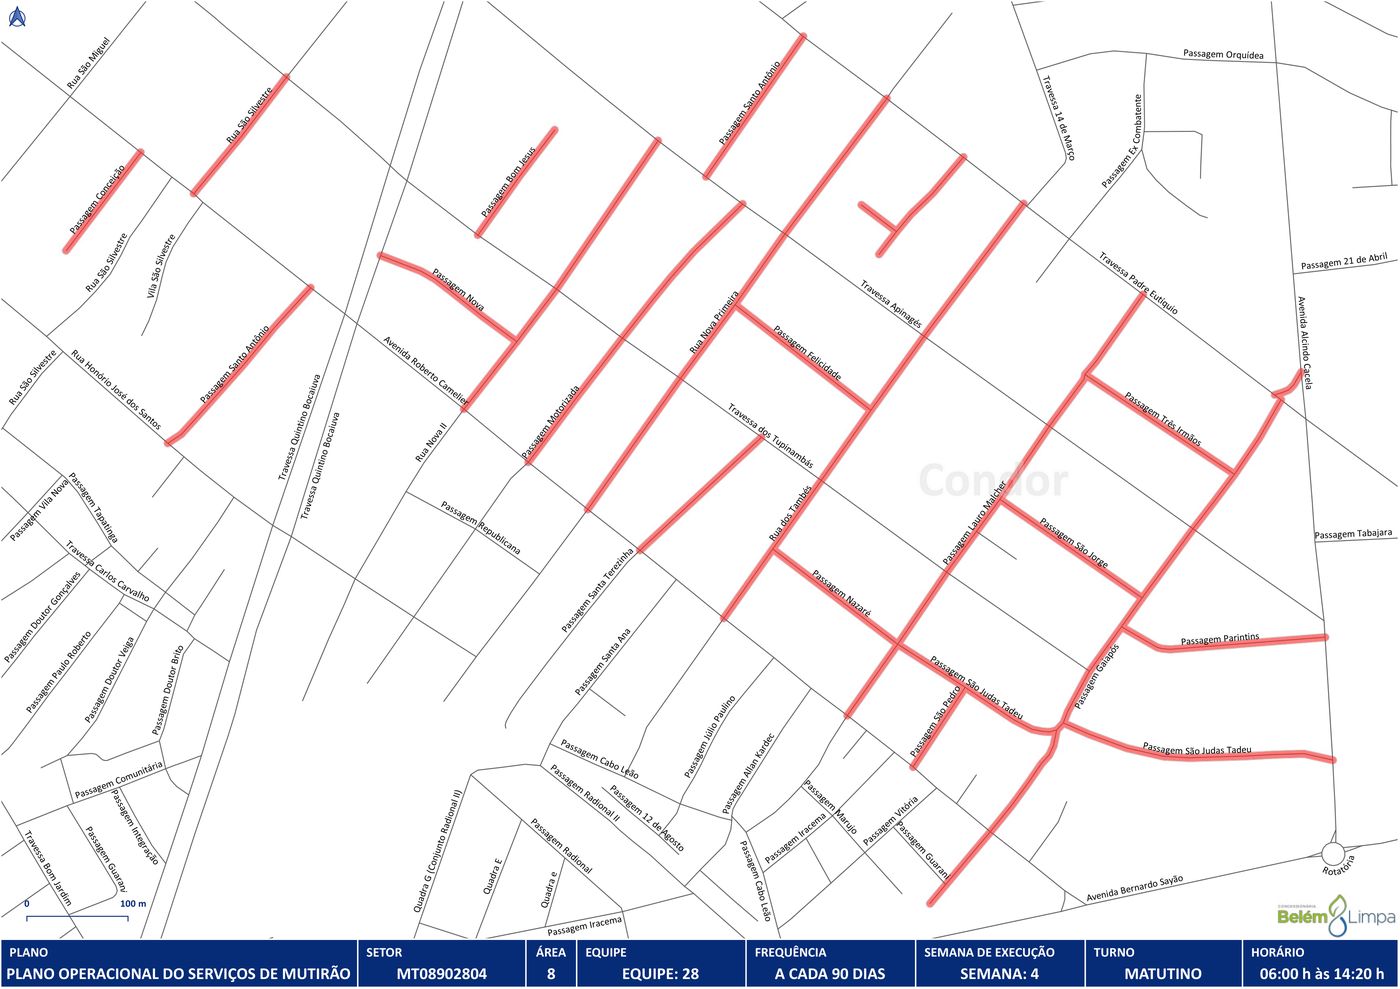 Rua São Miguel
Passagem Orquídea
Travessa 14 de Março
Passagem Ex Combatente
Passagem Santo Antônio
Rua São Silvestre
Passagem Bom Jesus
Passagem Conceição
Rua São Silvestre
Vila São Silvestre
Passagem Nova
Passagem 21 de Abril
Travessa Padre Eutíquio
Travessa Apinagés
Rua Nova Primeira
Avenida Alcindo Cacela
Passagem Felicidade
Passagem Santo Antônio
Avenida Roberto Camelier
Rua São Silvestre
Rua Honório José dos Santos
Travessa Quintino Bocaiuva
Travessa Quintino Bocaiuva
Rua Nova II
Passagem Motorizada
Travessa dos Tupinambás
Passagem Três Irmãos
Condor
Passagem Vila Nova
Passagem Tapatinga
Passagem Republicana
Rua dos Tambés
Passagem Lauro Malcher
Passagem São Jorge
Passagem Tabajara
Travessa Carlos Carvalho
Passagem Doutor Gonçalves
Passagem Paulo Roberto
Passagem Doutor Veiga
Passagem Doutor Brito
Passagem Santa Terezinha
Passagem Santa Ana
Passagem Nazaré
Passagem Parintins
Passagem Gaiapós
Passagem São Judas Tadeu
Passagem São Pedro
Passagem São Judas Tadeu
Passagem Júlio Paulino
Passagem Allan Kardec
Passagem Cabo Leão
Passagem Radional II
Passagem 12 de Agosto
Passagem Comunitária
Passagem Integração
Passagem Guarani
Travessa Bom Jardim
Quadra G (Conjunto Radional II)
Quadra E
Quadra e
Passagem Radional
Passagem Iracema
Passagem Cabo Leão
Passagem Iracema
Passagem Marujo
Passagem Vitória
Passagem Guarani
Avenida Bernardo Sayão
Rotatória
0 100 m
CONCESSIONÁRIA
Belém Limpa
PLANO
PLANO OPERACIONAL DO SERVIÇOS DE MUTIRÃO
SETOR
MT08902804
ÁREA
8
EQUIPE
EQUIPE: 28
FREQUÊNCIA
A CADA 90 DIAS
SEMANA DE EXECUÇÃO
SEMANA: 4
TURNO
MATUTINO
HORÁRIO
06:00 h às 14:20 h